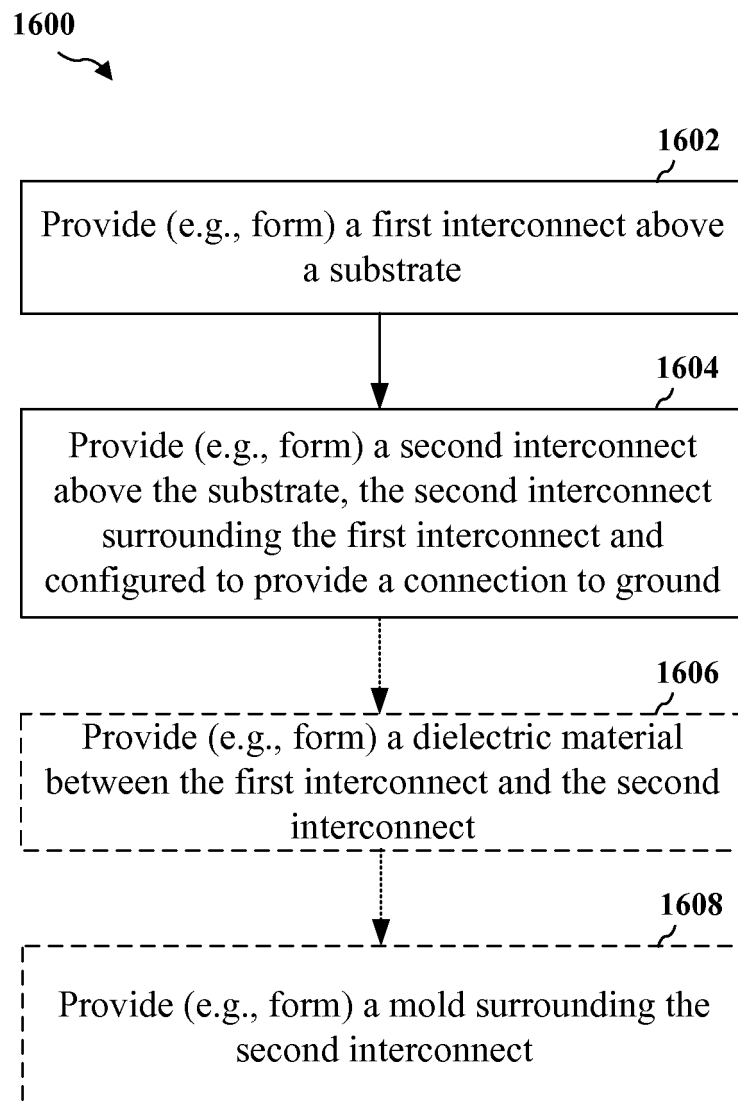 1600
1602
Provide (e.g., form) a first interconnect above
a substrate
1604
Provide (e.g., form) a second interconnect
above the substrate, the second interconnect
surrounding the first interconnect and
configured to provide a connection to ground
1606
Provide (e.g., form) a dielectric material
between the first interconnect and the second
interconnect
1608
Provide (e.g., form) a mold surrounding the
second interconnect